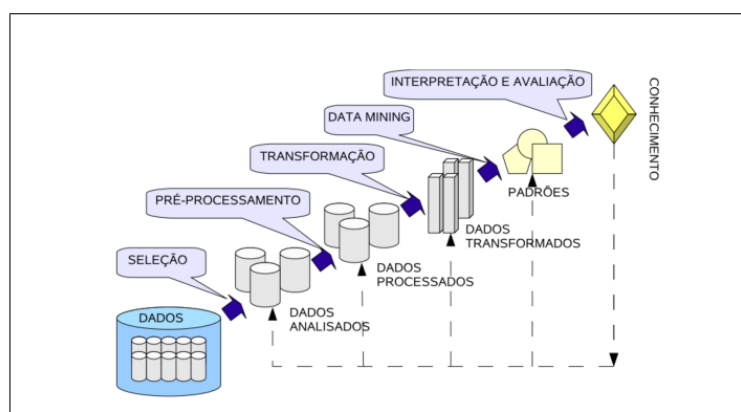 INTERPRETAÇÃO E AVALIAÇÃO
CONHECIMENTO
DATA MINING
TRANSFORMAÇÃO
PADRÕES
PRÉ-PROCESSAMENTO
DADOS
TRANSFORMADOS
SELEÇÃO
DADOS
PROCESSADOS
DADOS
DADOS
ANALISADOS